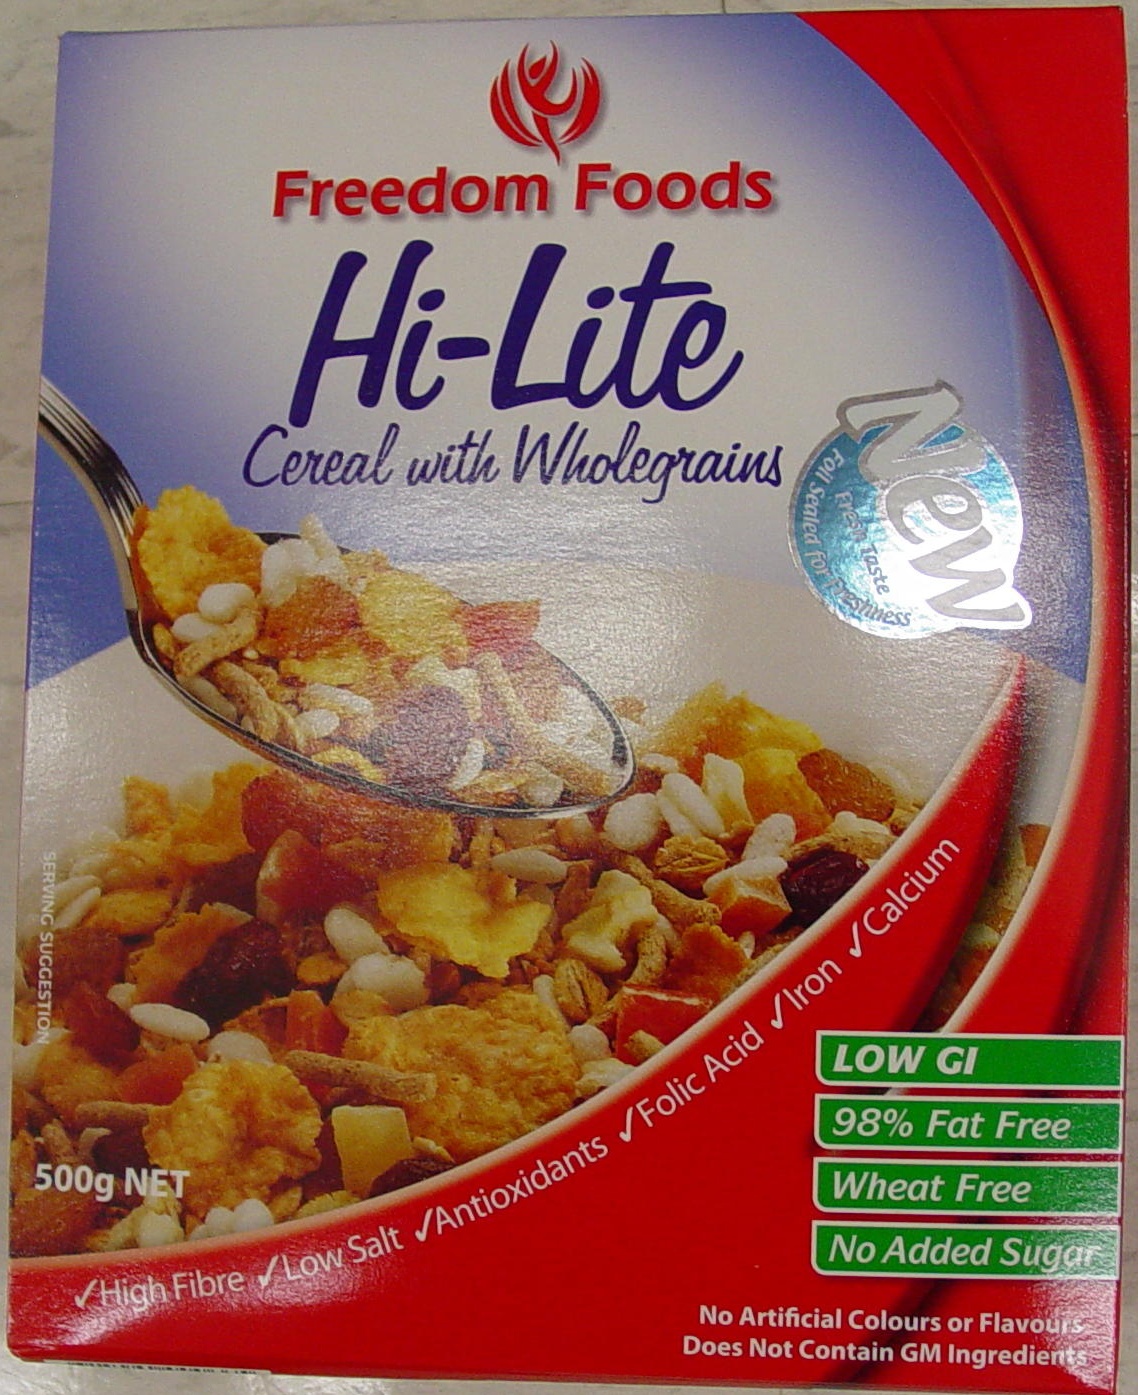 Freedom Foods
Hi-Lite
Cereal with Wholegrains
New
Fresh Taste
Foil Sealed for Freshness
SERVING SUGGESTION
500g NET
✓High Fibre ✓Low Salt ✓Antioxidants ✓Folic Acid ✓Iron ✓Calcium
LOW GI
98% Fat Free
Wheat Free
No Added Sugar
No Artificial Colours or Flavours
Does Not Contain GM Ingredients